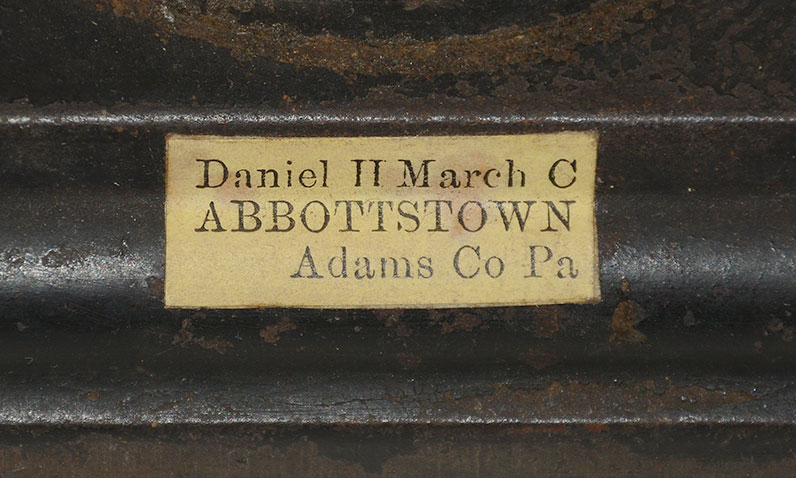 Daniel H March C
ABBOTTSTOWN
Adams Co Pa